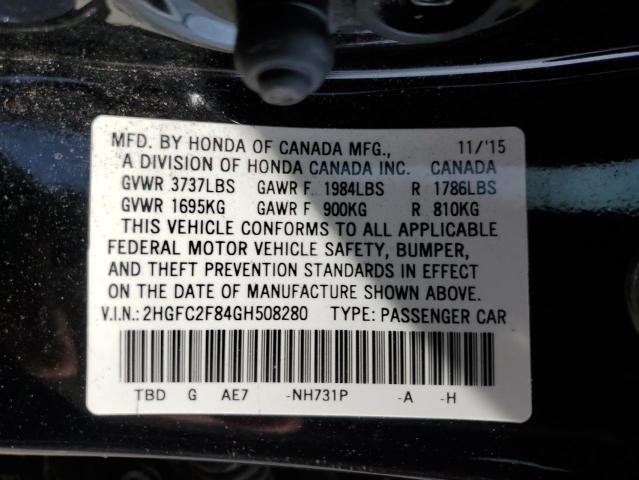 MFD. BY HONDA OF CANADA MFG., 11/'15
A DIVISION OF HONDA CANADA INC. CANADA
GVWR 3737LBS GAWR F 1984LBS R 1786LBS
GVWR 1695KG GAWR F 900KG R 810KG
THIS VEHICLE CONFORMS TO ALL APPLICABLE
FEDERAL MOTOR VEHICLE SAFETY, BUMPER,
AND THEFT PREVENTION STANDARDS IN EFFECT
ON THE DATE OF MANUFACTURE SHOWN ABOVE.
V.I.N.: 2HGFC2F84GH508280 TYPE: PASSENGER CAR
TBD G AE7 -NH731P -A -H